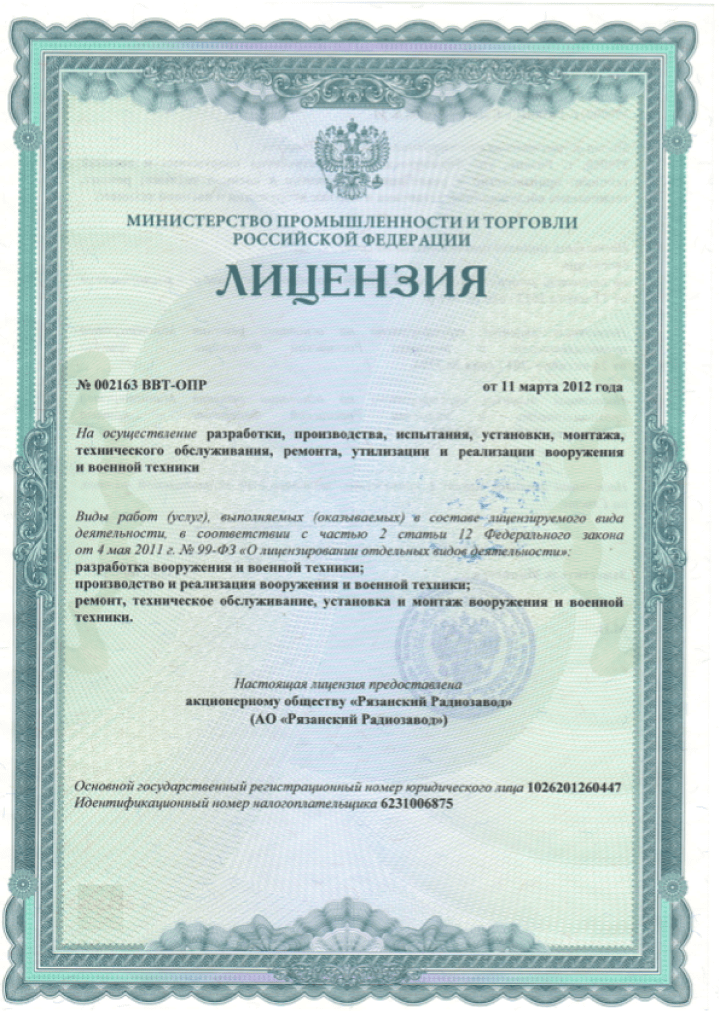 МИНИСТЕРСТВО ПРОМЫШЛЕННОСТИ И ТОРГОВЛИ
РОССИЙСКОЙ ФЕДЕРАЦИИ
ЛИЦЕНЗИЯ
№ 002163 ВВТ-ОПР от 11 марта 2012 года
На осуществление разработки, производства, испытания, установки, монтажа,
технического обслуживания, ремонта, утилизации и реализации вооружения
и военной техники
Виды работ (услуг), выполняемых (оказываемых) в составе лицензируемого вида
деятельности, в соответствии с частью 2 статьи 12 Федерального закона
от 4 мая 2011 г. № 99-ФЗ «О лицензировании отдельных видов деятельности»:
разработка вооружения и военной техники;
производство и реализация вооружения и военной техники;
ремонт, техническое обслуживание, установка и монтаж вооружения и военной
техники.
Настоящая лицензия предоставлена
акционерному обществу «Рязанский Радиозавод»
(АО «Рязанский Радиозавод»)
Основной государственный регистрационный номер юридического лица 1026201260447
Идентификационный номер налогоплательщика 6231006875